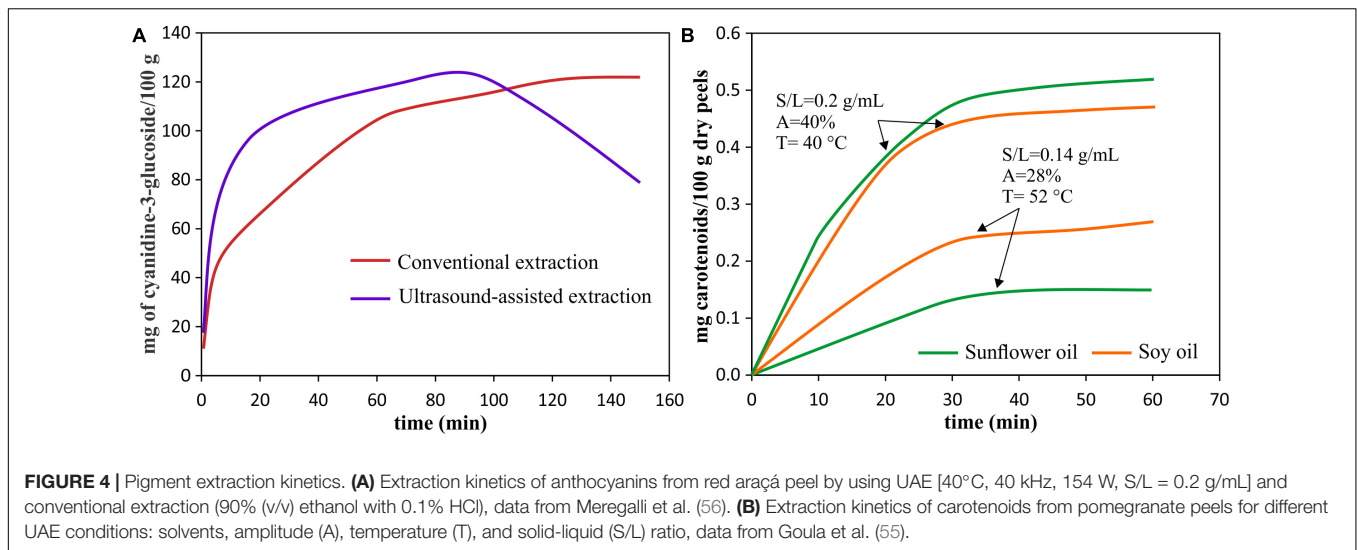 A
mg of cyanidine-3-glucoside/100 g
140
120
100
80
60
40
20
0
0 20 40 60 80 100 120 140 160
time (min)
Conventional extraction
Ultrasound-assisted extraction
B
mg carotenoids/100 g dry peels
0.6
0.5
0.4
0.3
0.2
0.1
0.0
0 10 20 30 40 50 60 70
time (min)
S/L=0.2 g/mL
A=40%
T= 40 °C
S/L=0.14 g/mL
A=28%
T= 52 °C
Sunflower oil Soy oil
FIGURE 4 | Pigment extraction kinetics. (A) Extraction kinetics of anthocyanins from red araçá peel by using UAE [40°C, 40 kHz, 154 W, S/L = 0.2 g/mL] and
conventional extraction (90% (v/v) ethanol with 0.1% HCl), data from Meregalli et al. (56). (B) Extraction kinetics of carotenoids from pomegranate peels for different
UAE conditions: solvents, amplitude (A), temperature (T), and solid-liquid (S/L) ratio, data from Goula et al. (55).